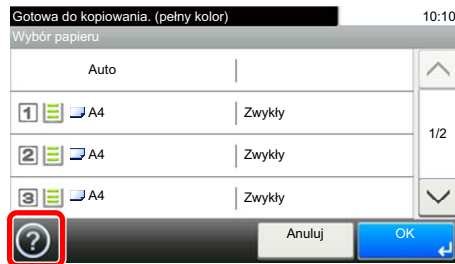 Gotowa do kopiowania. (pełny kolor) 10:10
Wybór papieru
Auto
1 A4 Zwykły
2 A4 Zwykły
3 A4 Zwykły
1/2
? Anuluj OK